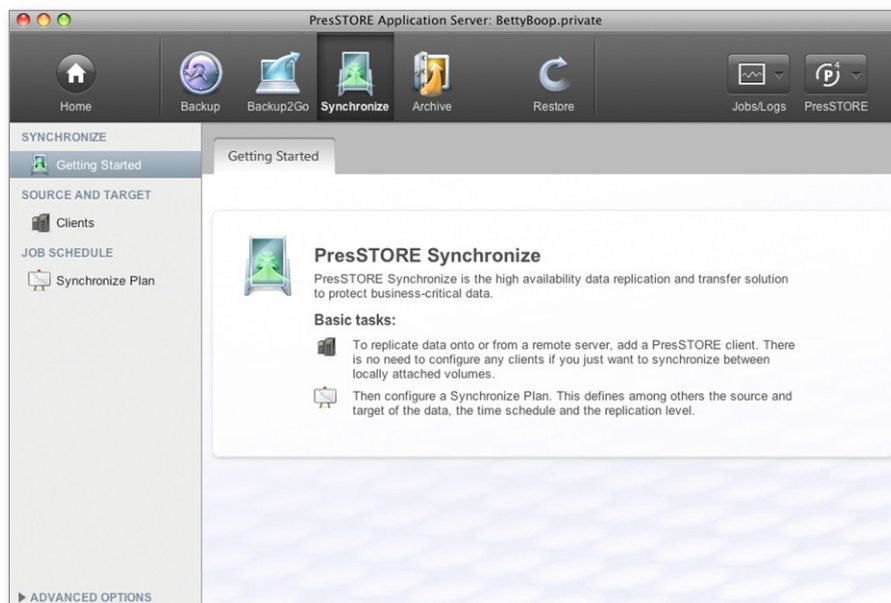 PresSTORE Application Server: BettyBoop.private
Home
Backup
Backup2Go
Synchronize
Archive
Restore
Jobs/Logs
4
P
PresSTORE
SYNCHRONIZE
Getting Started
SOURCE AND TARGET
Clients
JOB SCHEDULE
Synchronize Plan
ADVANCED OPTIONS
Getting Started
PresSTORE Synchronize
PresSTORE Synchronize is the high availability data replication and transfer solution
to protect business-critical data.
Basic tasks:
To replicate data onto or from a remote server, add a PresSTORE client. There
is no need to configure any clients if you just want to synchronize between
locally attached volumes.
Then configure a Synchronize Plan. This defines among others the source and
target of the data, the time schedule and the replication level.